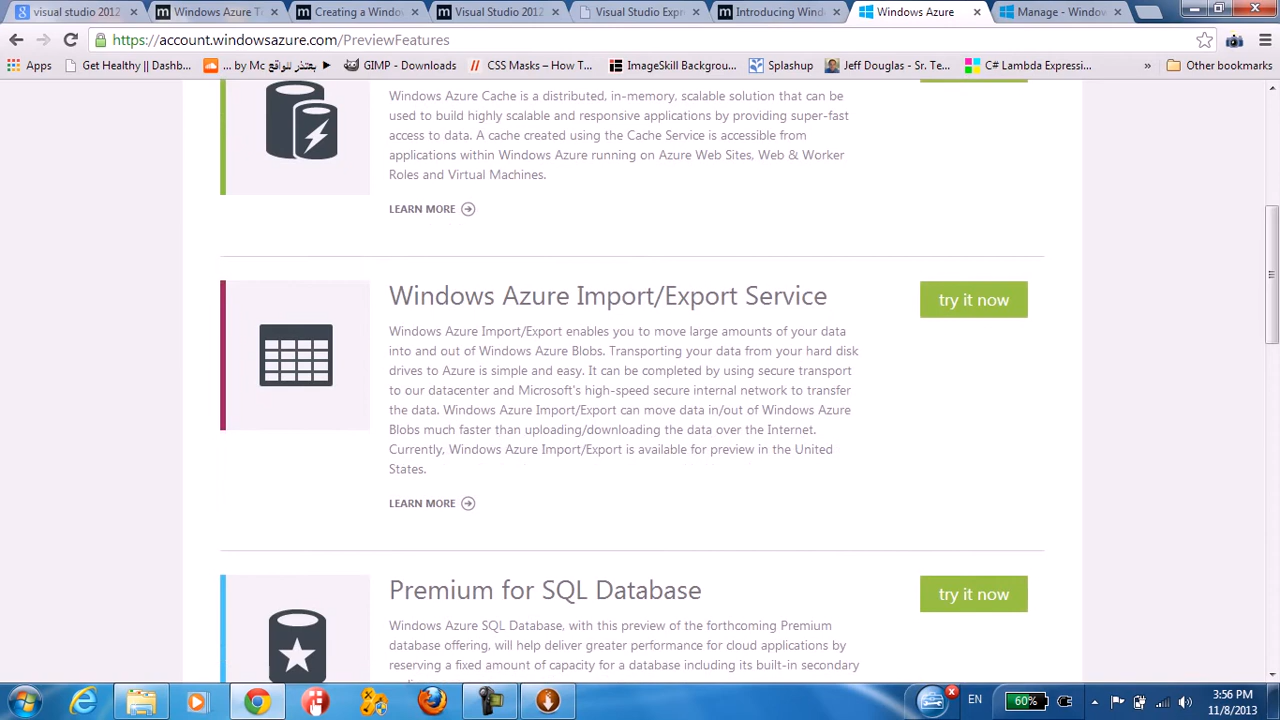 visual studio 2012
Windows Azure T
Creating a Windo
Visual Studio 2012
Visual Studio Expr
Introducing Wind
Windows Azure
Manage - Window
https://account.windowsazure.com/PreviewFeatures
Apps
Get Healthy || Dashb...
... by Mc يعتذر للواقع
GIMP - Downloads
// CSS Masks – How T...
ImageSkill Backgrou...
Splashup
Jeff Douglas - Sr. Te...
C# Lambda Expressi...
»
Other bookmarks
Windows Azure Cache is a distributed, in-memory, scalable solution that can be
used to build highly scalable and responsive applications by providing super-fast
access to data. A cache created using the Cache Service is accessible from
applications within Windows Azure running on Azure Web Sites, Web & Worker
Roles and Virtual Machines.
LEARN MORE
Windows Azure Import/Export Service
try it now
Windows Azure Import/Export enables you to move large amounts of your data
into and out of Windows Azure Blobs. Transporting your data from your hard disk
drives to Azure is simple and easy. It can be completed by using secure transport
to our datacenter and Microsoft's high-speed secure internal network to transfer
the data. Windows Azure Import/Export can move data in/out of Windows Azure
Blobs much faster than uploading/downloading the data over the Internet.
Currently, Windows Azure Import/Export is available for preview in the United
States.
LEARN MORE
Premium for SQL Database
try it now
Windows Azure SQL Database, with this preview of the forthcoming Premium
database offering, will help deliver greater performance for cloud applications by
reserving a fixed amount of capacity for a database including its built-in secondary
EN
60%
3:56 PM
11/8/2013